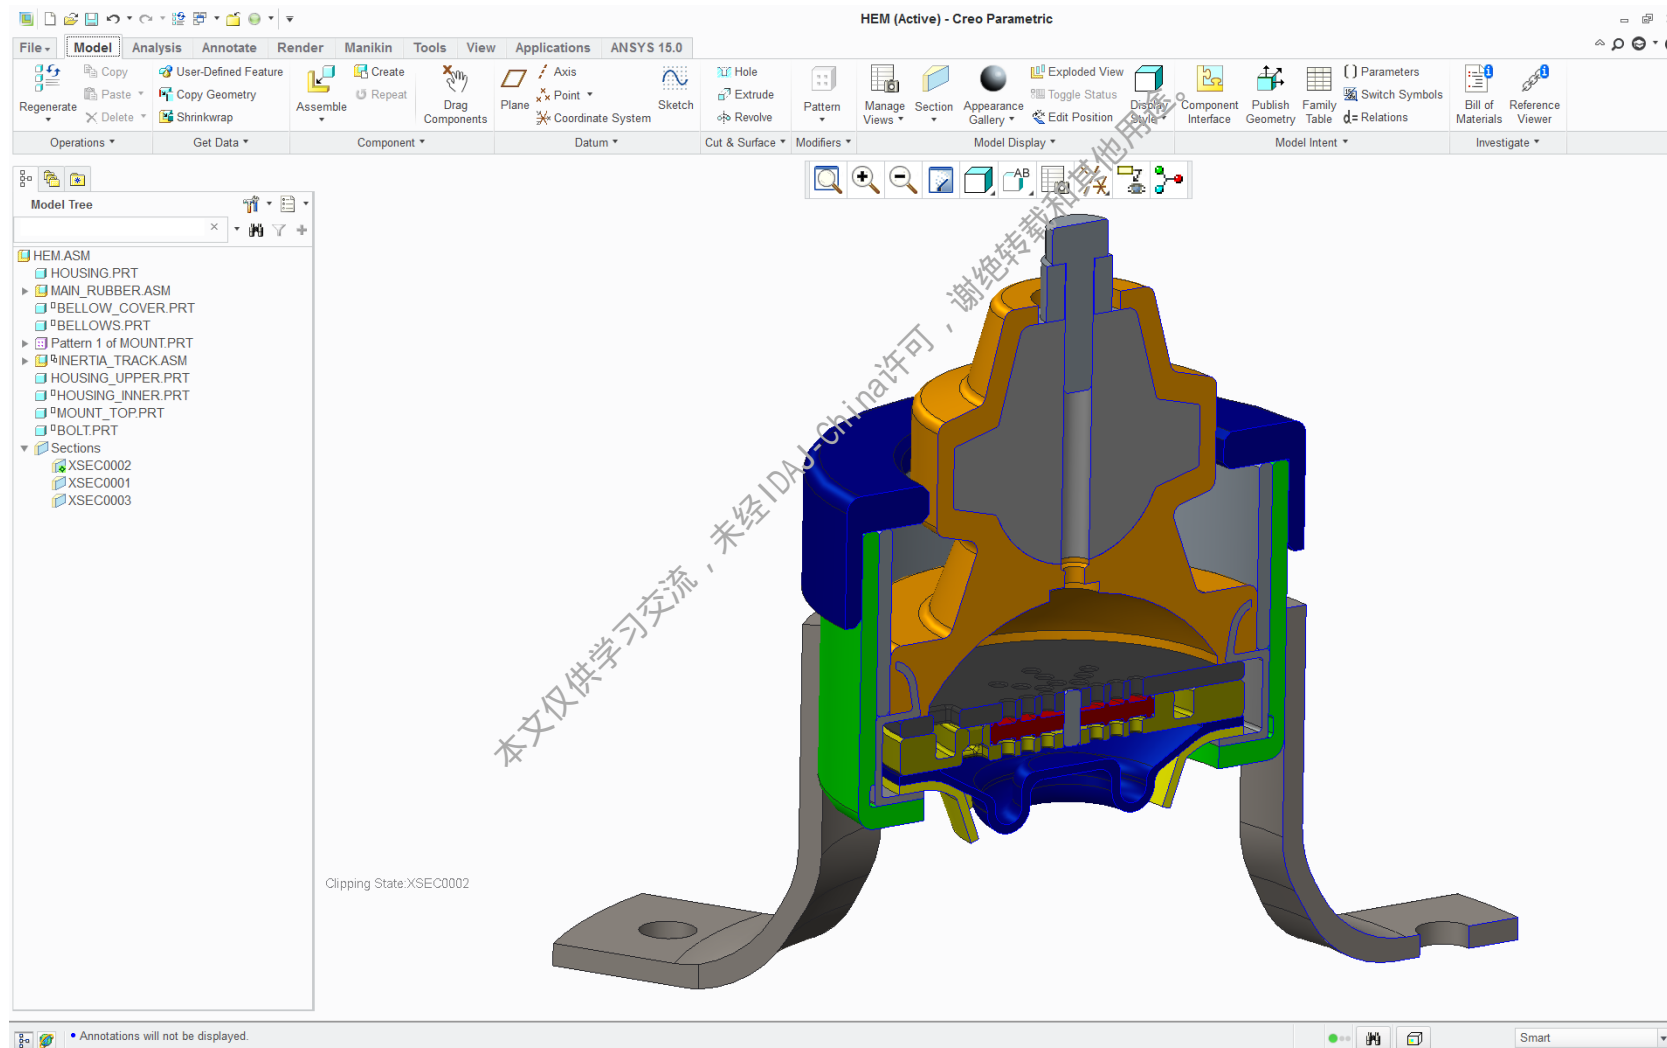 HEM (Active) - Creo Parametric
File Model Analysis Annotate Render Manikin Tools View Applications ANSYS 15.0
Regenerate
Copy
Paste
Delete
Operations
User-Defined Feature
Copy Geometry
Shrinkwrap
Get Data
Assemble
Create
Repeat
Drag
Components
Component
Plane
Axis
Point
Coordinate System
Sketch
Datum
Hole
Extrude
Revolve
Cut & Surface
Pattern
Modifiers
Manage
Views
Section
Appearance
Gallery
Exploded View
Toggle Status
Edit Position
Display
Style
Model Display
Component
Interface
Publish
Geometry
Family
Table
( ) Parameters
Switch Symbols
d= Relations
Model Intent
Bill of
Materials
Reference
Viewer
Investigate
Model Tree
HEM.ASM
HOUSING.PRT
MAIN_RUBBER.ASM
BELLOW_COVER.PRT
BELLOWS.PRT
Pattern 1 of MOUNT.PRT
INERTIA_TRACK.ASM
HOUSING_UPPER.PRT
HOUSING_INNER.PRT
MOUNT_TOP.PRT
BOLT.PRT
Sections
XSEC0002
XSEC0001
XSEC0003
AB
本文仅供学习交流，未经IDAJ-China许可，谢绝转载和其他用途。
Clipping State:XSEC0002
• Annotations will not be displayed.
Smart